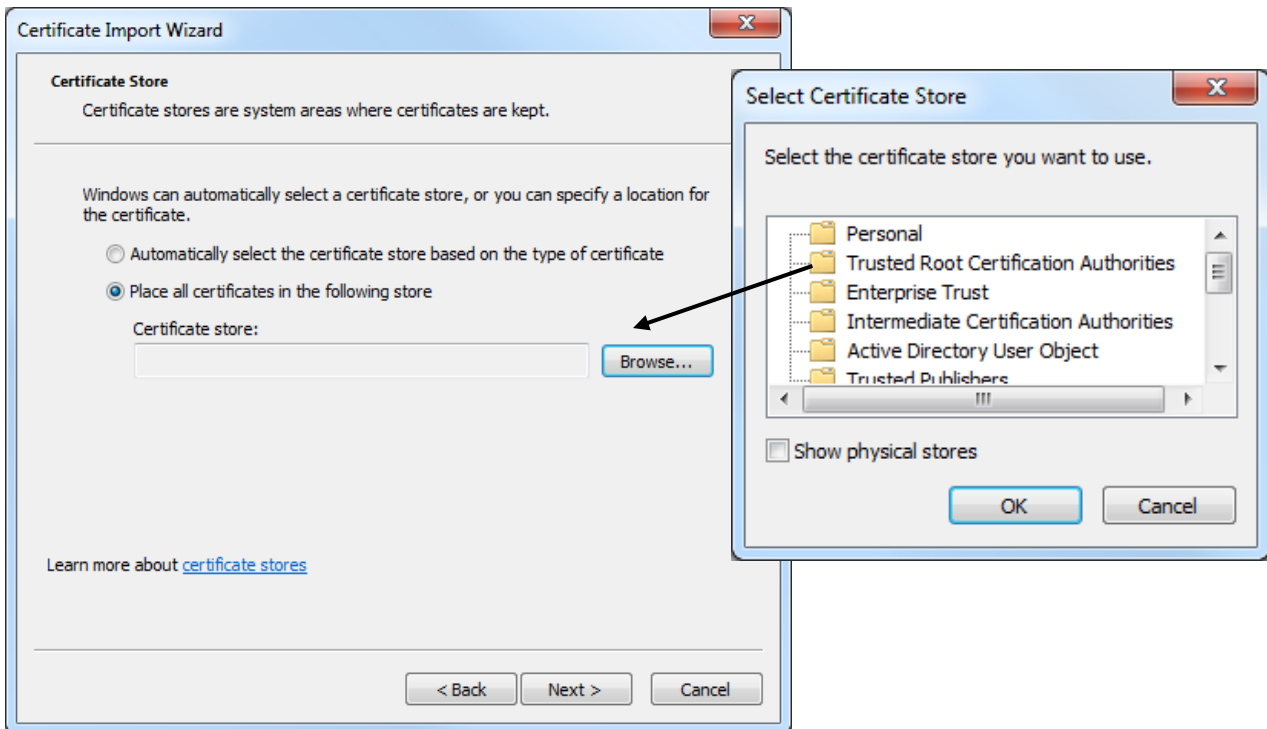 Certificate Import Wizard
Certificate Store
Certificate stores are system areas where certificates are kept.
Windows can automatically select a certificate store, or you can specify a location for
the certificate.
Automatically select the certificate store based on the type of certificate
Place all certificates in the following store
Certificate store:
Browse...
Learn more about certificate stores
< Back
Next >
Cancel
Select Certificate Store
Select the certificate store you want to use.
Personal
Trusted Root Certification Authorities
Enterprise Trust
Intermediate Certification Authorities
Active Directory User Object
Trusted Publishers
Show physical stores
OK
Cancel